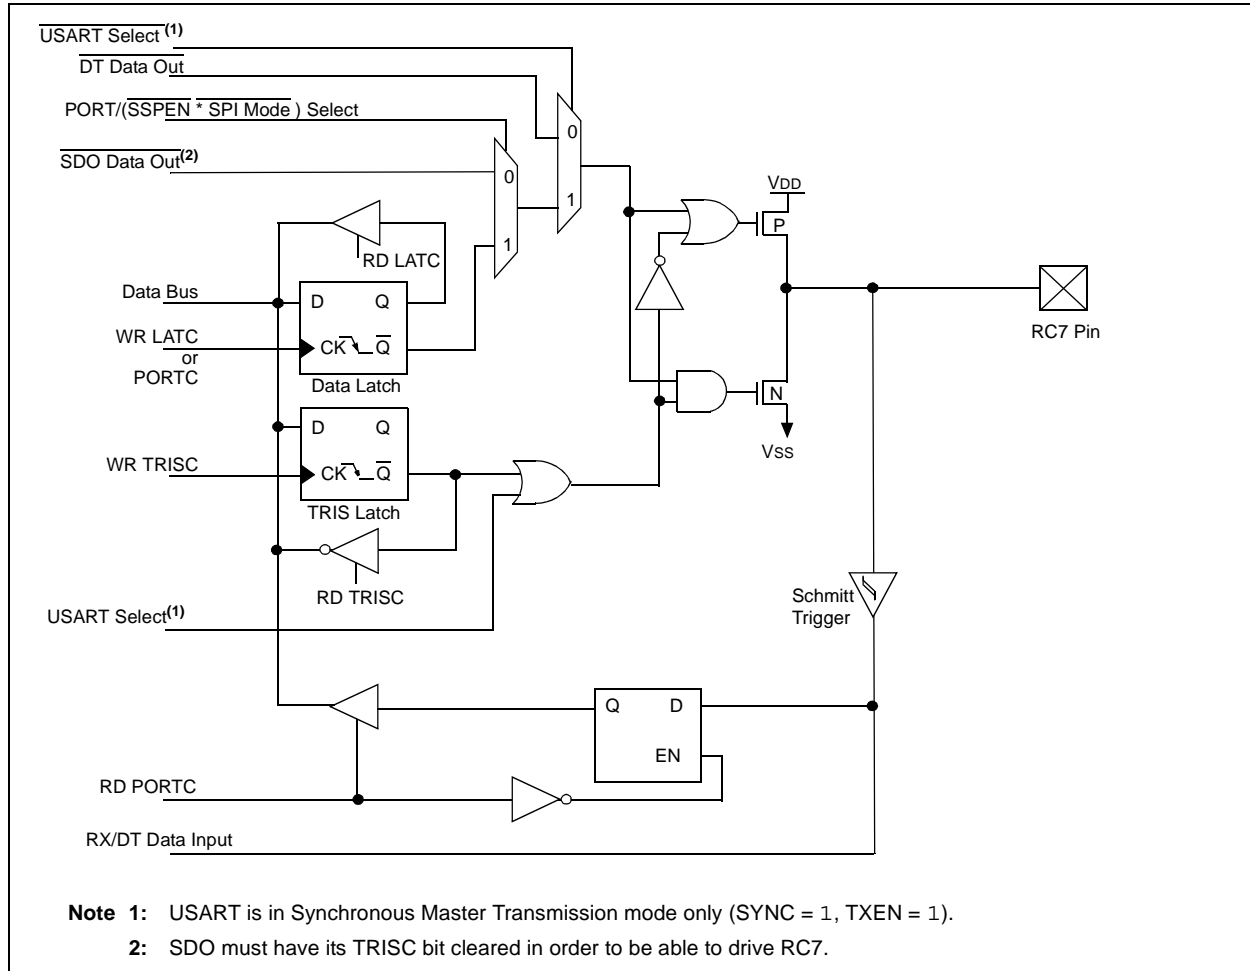 USART Select(1)
DT Data Out
PORT/(SSPEN * SPI Mode ) Select
SDO Data Out(2)
0
1
0
1
VDD
P
RD LATC
Data Bus
D Q
WR LATC
or
PORTC
CK Q
Data Latch
RC7 Pin
N
VSS
D Q
WR TRISC
CK Q
TRIS Latch
RD TRISC
USART Select(1)
Schmitt
Trigger
Q D
EN
RD PORTC
RX/DT Data Input
Note 1: USART is in Synchronous Master Transmission mode only (SYNC = 1, TXEN = 1).
2: SDO must have its TRISC bit cleared in order to be able to drive RC7.